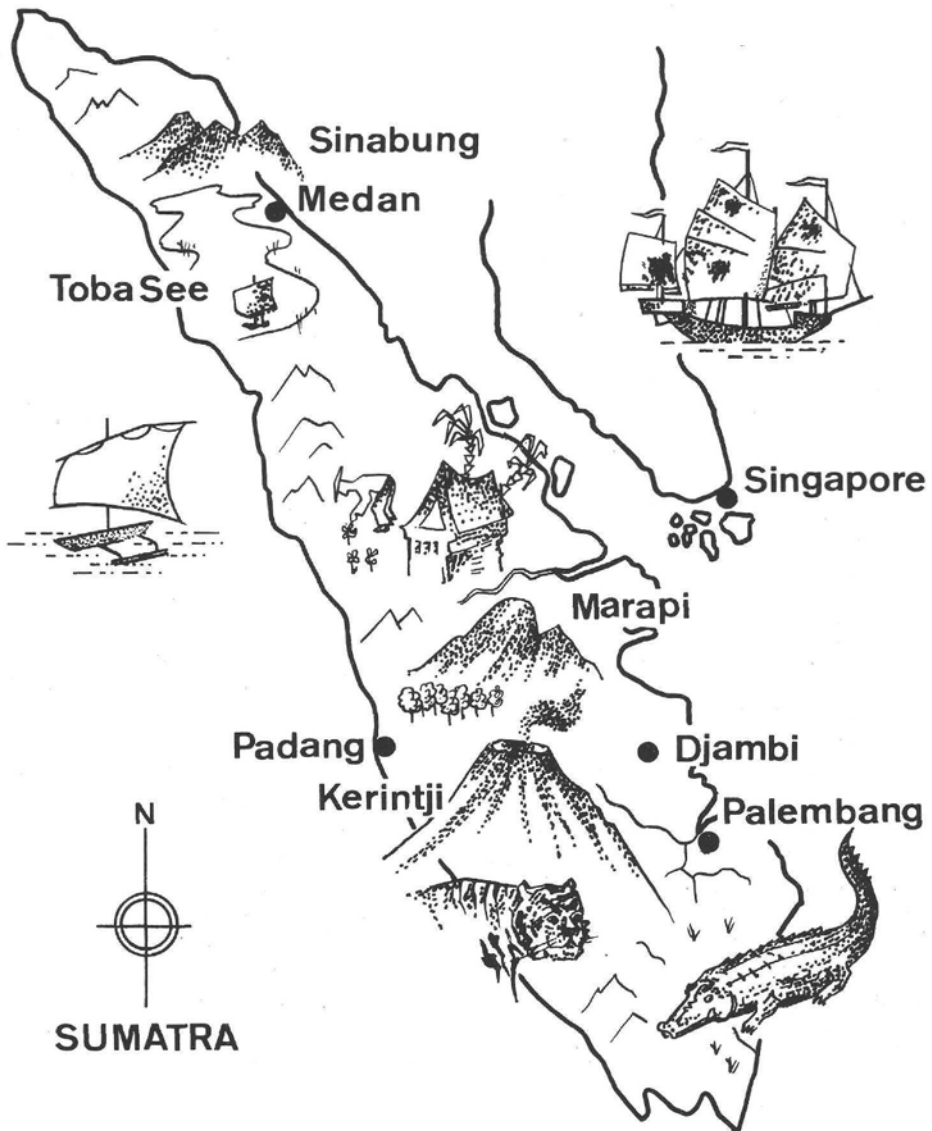 Sinabung
Medan
Toba See
Singapore
Marapi
Padang
Djambi
Kerintji
Palembang
N
SUMATRA